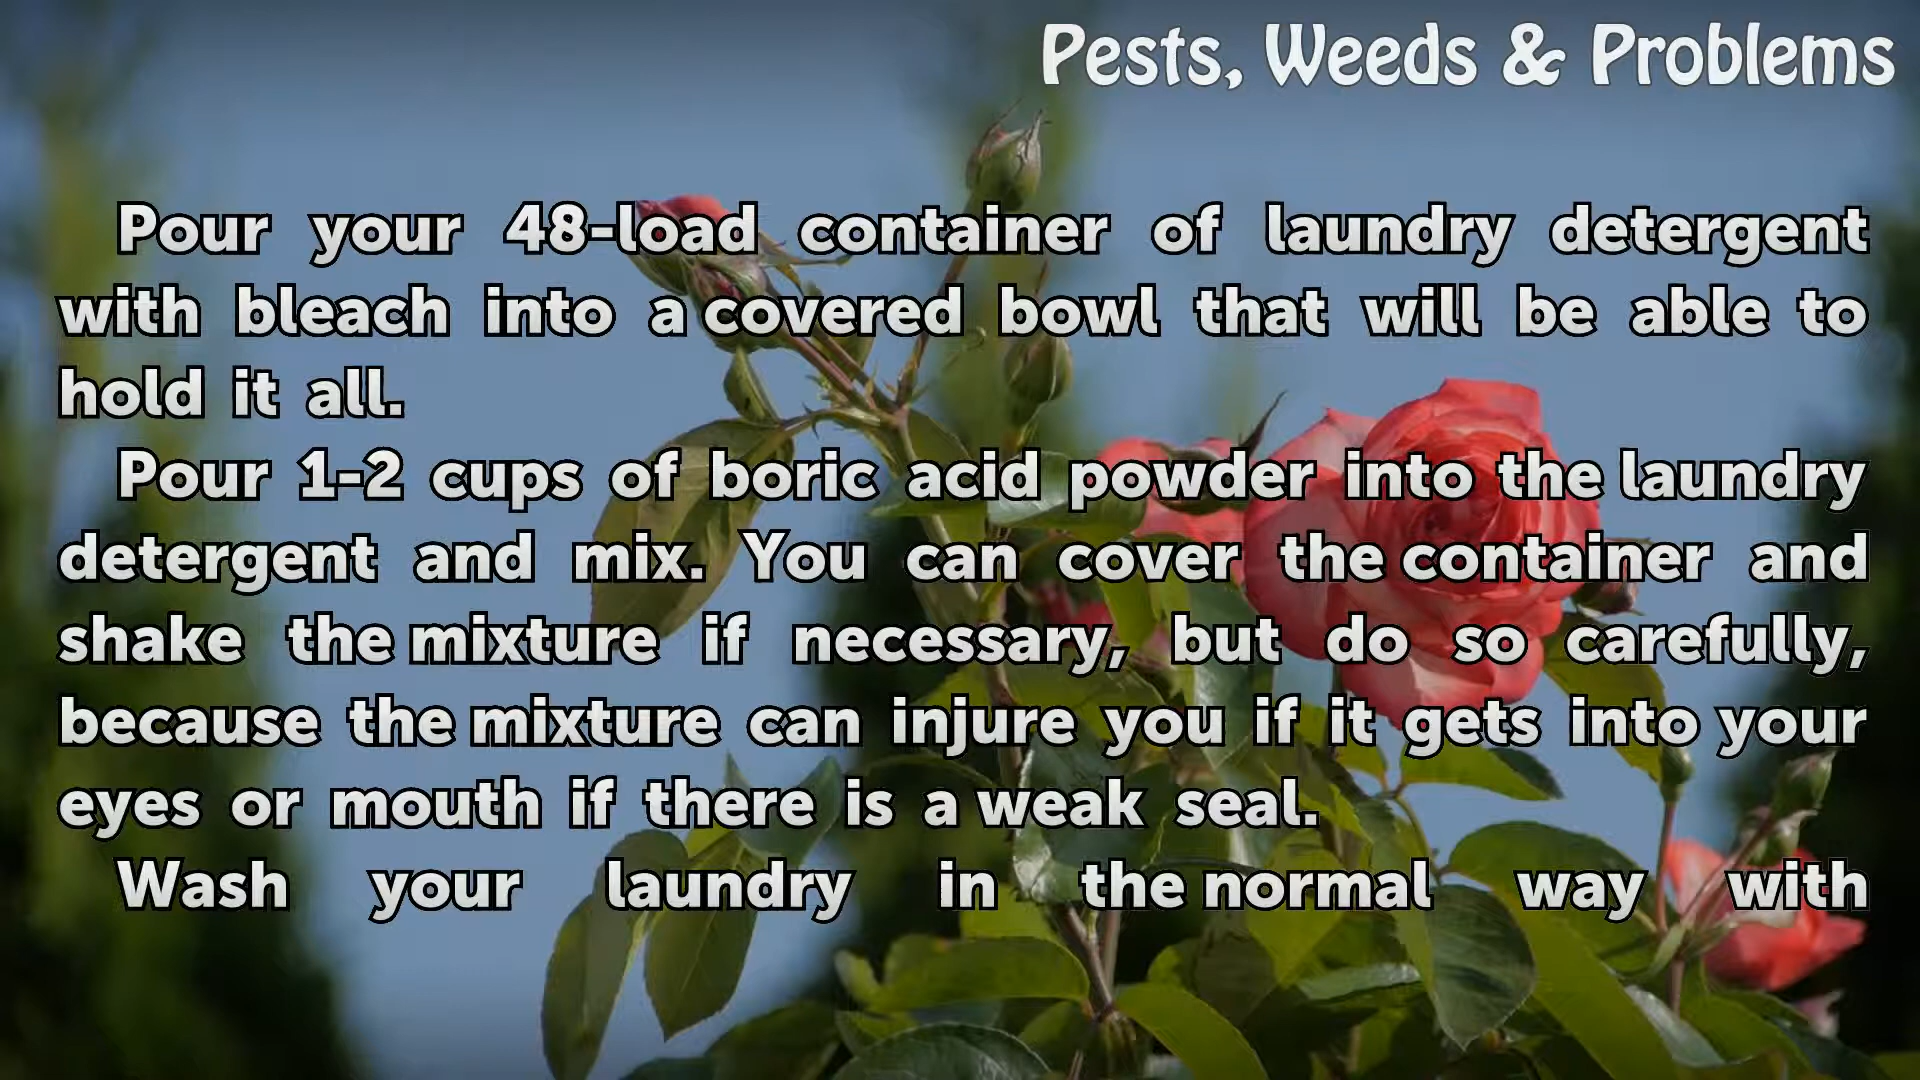 Pests, Weeds & Problems
Pour your 48-load container of laundry detergent
with bleach into a covered bowl that will be able to
hold it all.
Pour 1-2 cups of boric acid powder into the laundry
detergent and mix. You can cover the container and
shake the mixture if necessary, but do so carefully,
because the mixture can injure you if it gets into your
eyes or mouth if there is a weak seal.
Wash your laundry in the normal way with